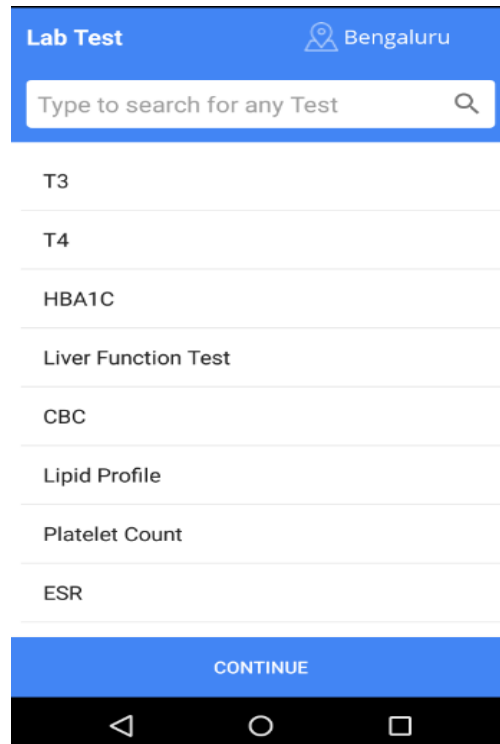 Lab Test
Bengaluru
Type to search for any Test
T3
T4
HBA1C
Liver Function Test
CBC
Lipid Profile
Platelet Count
ESR
CONTINUE